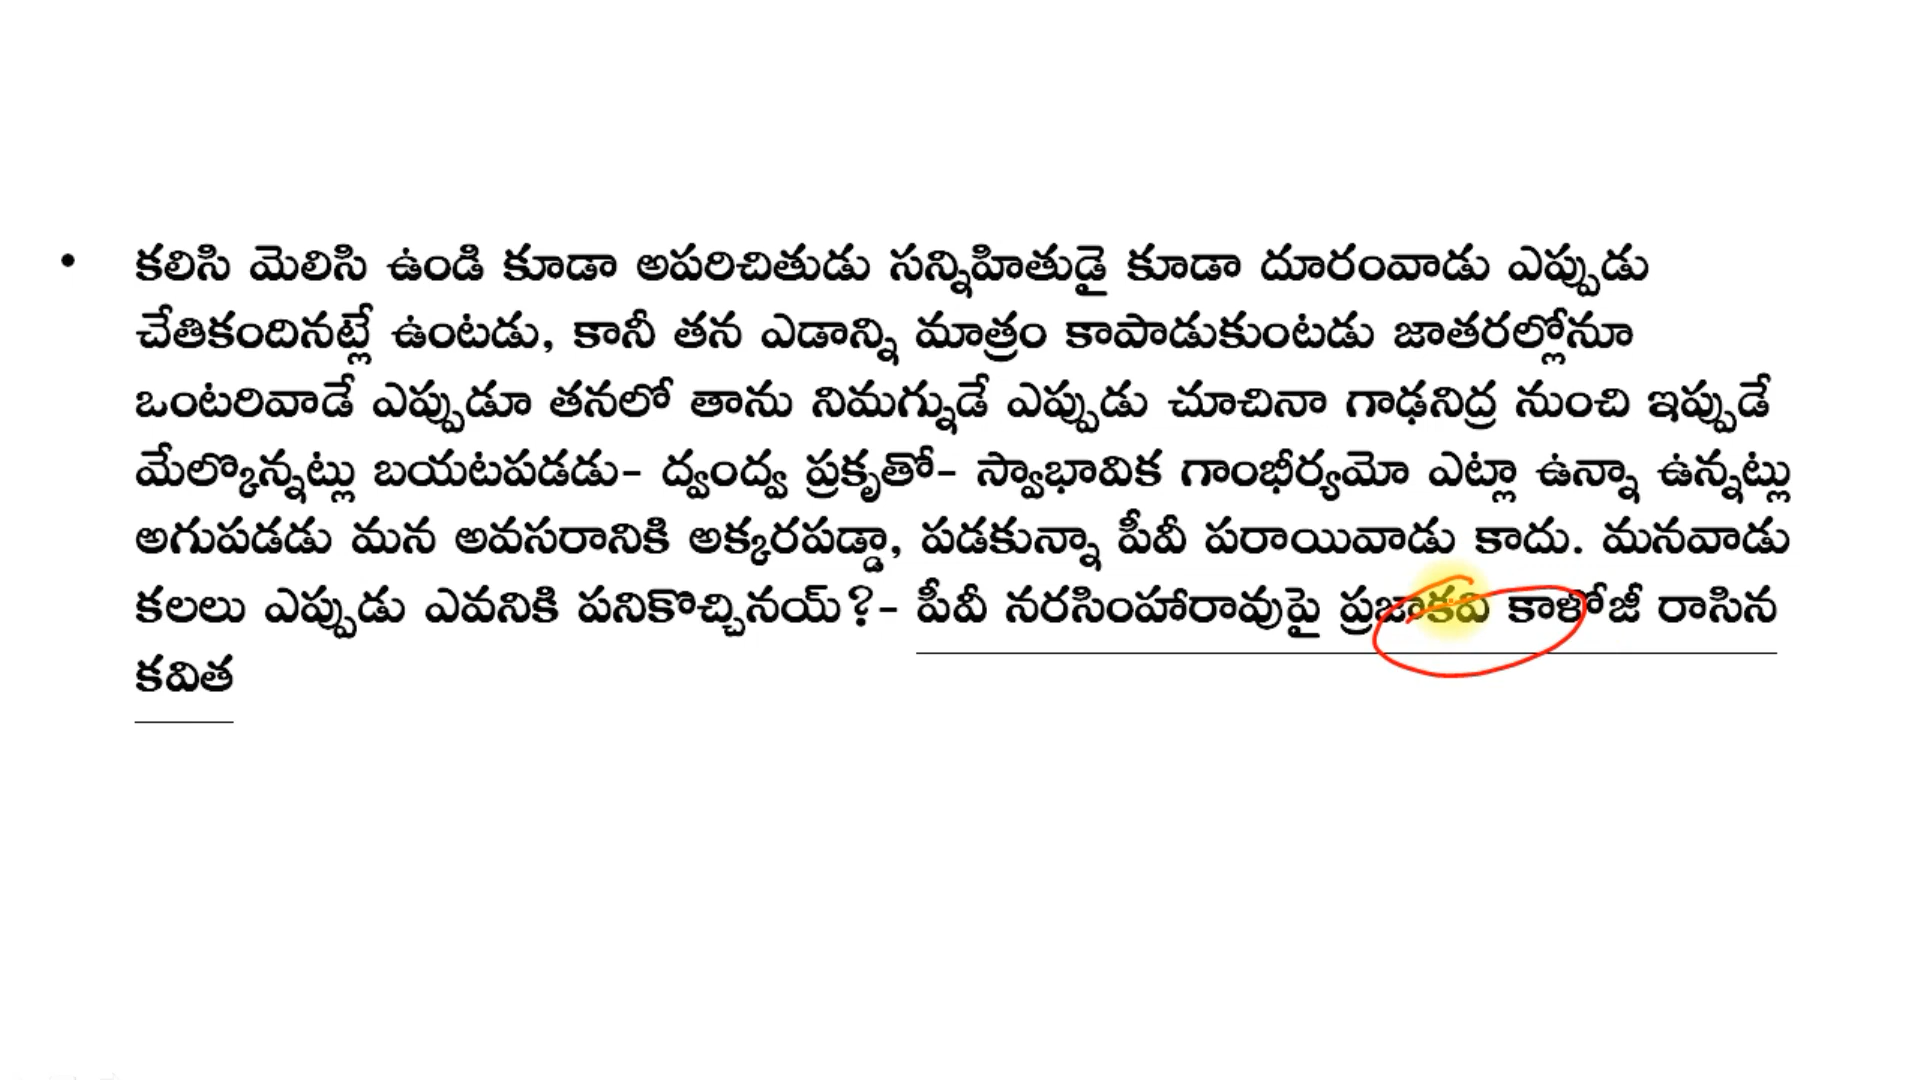 • కలిసి మెలిసి ఉండి కూడా అపరిచితుడు సన్నిహితుడై కూడా దూరంవాడు ఎప్పుడు
చేతికందినట్లే ఉంటడు, కానీ తన ఎడాన్ని మాత్రం కాపాడుకుంటడు జాతరల్లోనూ
ఒంటరివాడే ఎప్పుడూ తనలో తాను నిమగ్నుడే ఎప్పుడు చూచినా గాఢనిద్ర నుంచి ఇప్పుడే
మేల్కొన్నట్లు బయటపడడు- ద్వంద్వ ప్రకృతో- స్వాభావిక గాంభీర్యమో ఎట్లా ఉన్నా ఉన్నట్లు
అగుపడడు మన అవసరానికి అక్కరపడ్డా, పడకున్నా పీవీ పరాయివాడు కాదు. మనవాడు
కలలు ఎప్పుడు ఎవనికి పనికొచ్చినయ్?- పీవీ నరసింహారావుపై ప్రజాకవి కాళోజీ రాసిన
కవిత